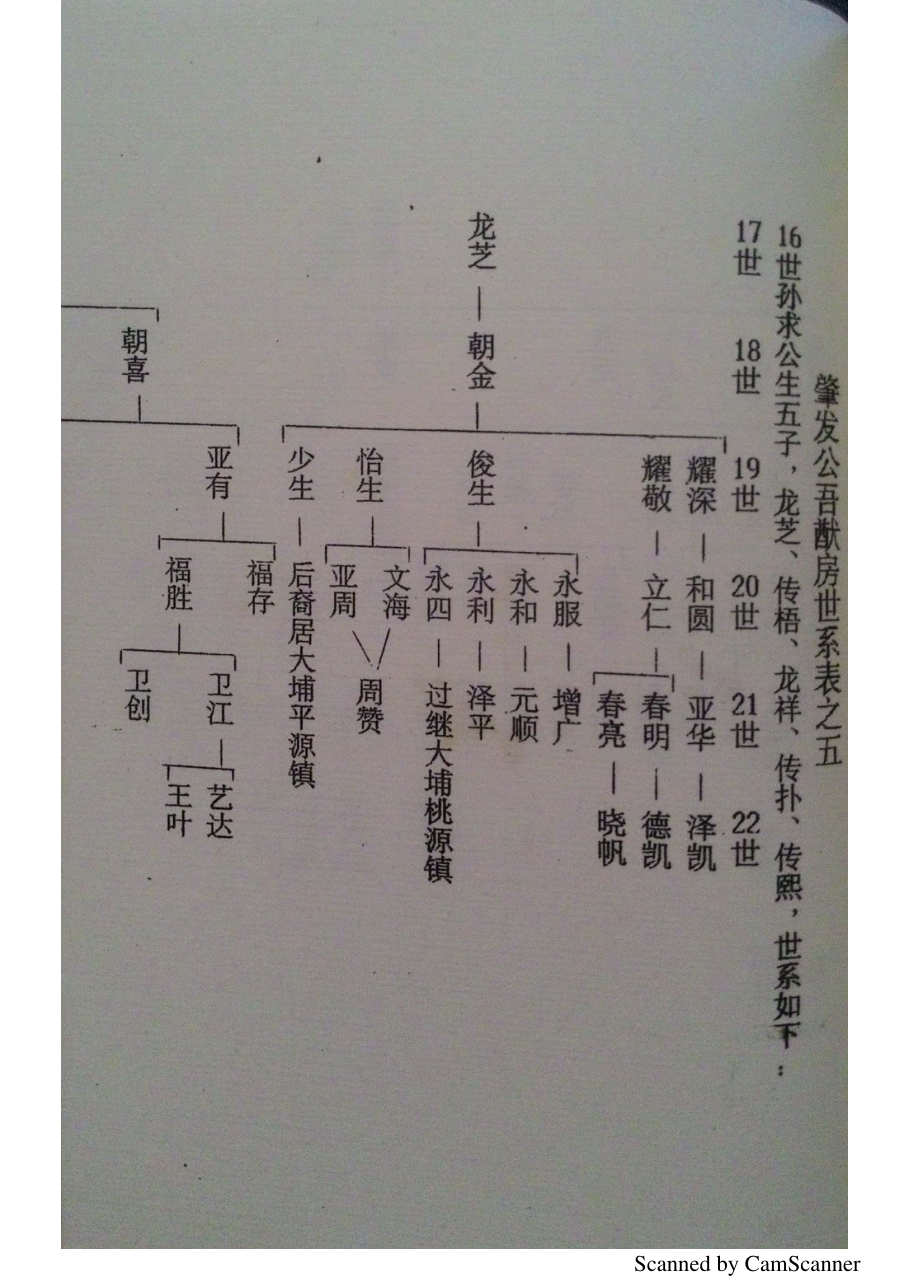 肇发公吾猷房世系表之五
16世孙求公生五子，龙芝、传梧、龙祥、传扑、传熙，世系如下：
17世 18世 19世 20世 21世 22世
耀深 — 和圆 — 亚华 — 泽凯
耀敬 — 立仁
春明 — 德凯
春亮 — 晓帆
龙芝 — 朝金
俊生
永服 — 增广
永和 — 元顺
永利 — 泽平
永四 — 过继大埔桃源镇
怡生
文海
周赞
亚周
少生 — 后裔居大埔平源镇
朝喜
亚有
福存
福胜
卫江
艺达
王叶
卫创
Scanned by CamScanner